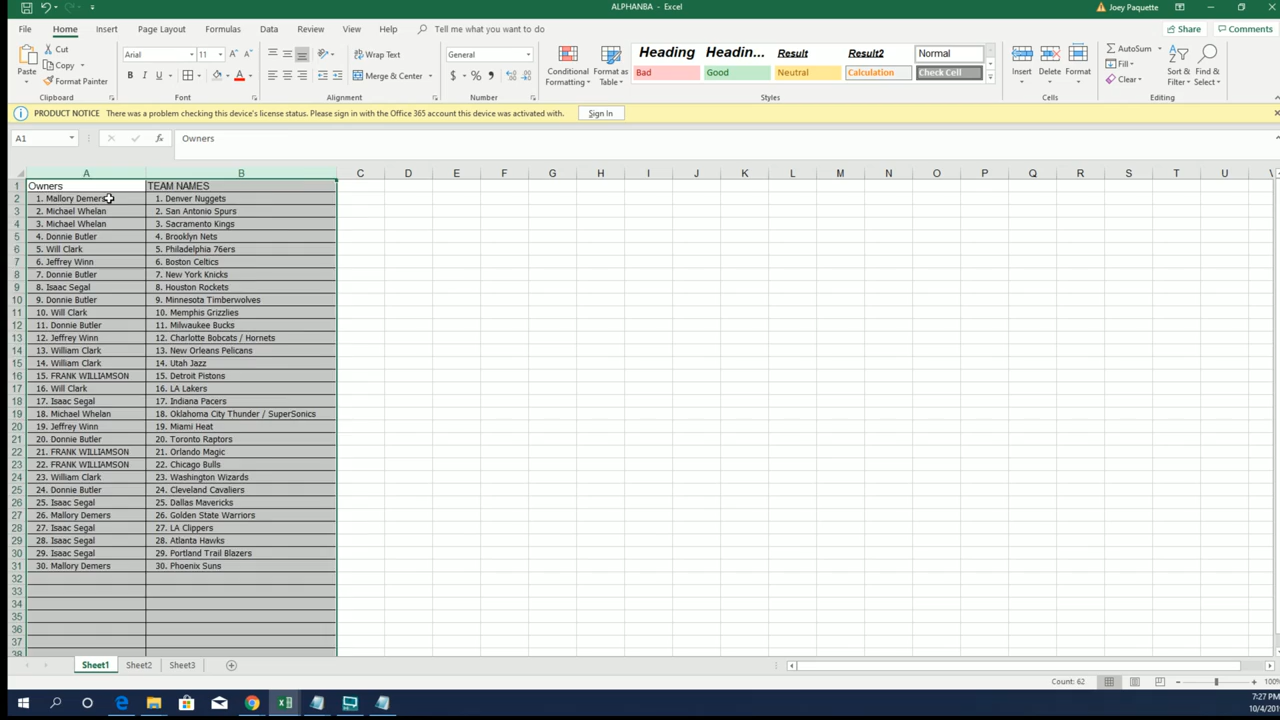 ALPHANBA - Excel
Joey Paquette
File Home Insert Page Layout Formulas Data Review View Help Tell me what you want to do Share Comments
Paste Cut Copy Format Painter Clipboard
Arial 11 A A B I U A Font
ab Wrap Text Merge & Center Alignment
General $ % , Number
Conditional Formatting Format as Table
Heading Headin... Result Result2 Normal
Bad Good Neutral Calculation Check Cell
Styles
Insert Delete Format Cells
AutoSum Fill Clear Sort & Filter Find & Select Editing
PRODUCT NOTICE There was a problem checking this device's license status. Please sign in with the Office 365 account this device was activated with. Sign In
A1 fx Owners
A B C D E F G H I J K L M N O P Q R S T U V
1 Owners TEAM NAMES
2 1. Mallory Demers 1. Denver Nuggets
3 2. Michael Whelan 2. San Antonio Spurs
4 3. Michael Whelan 3. Sacramento Kings
5 4. Donnie Butler 4. Brooklyn Nets
6 5. Will Clark 5. Philadelphia 76ers
7 6. Jeffrey Winn 6. Boston Celtics
8 7. Donnie Butler 7. New York Knicks
9 8. Isaac Segal 8. Houston Rockets
10 9. Donnie Butler 9. Minnesota Timberwolves
11 10. Will Clark 10. Memphis Grizzlies
12 11. Donnie Butler 11. Milwaukee Bucks
13 12. Jeffrey Winn 12. Charlotte Bobcats / Hornets
14 13. William Clark 13. New Orleans Pelicans
15 14. William Clark 14. Utah Jazz
16 15. FRANK WILLIAMSON 15. Detroit Pistons
17 16. Will Clark 16. LA Lakers
18 17. Isaac Segal 17. Indiana Pacers
19 18. Michael Whelan 18. Oklahoma City Thunder / SuperSonics
20 19. Jeffrey Winn 19. Miami Heat
21 20. Donnie Butler 20. Toronto Raptors
22 21. FRANK WILLIAMSON 21. Orlando Magic
23 22. FRANK WILLIAMSON 22. Chicago Bulls
24 23. William Clark 23. Washington Wizards
25 24. Donnie Butler 24. Cleveland Cavaliers
26 25. Isaac Segal 25. Dallas Mavericks
27 26. Mallory Demers 26. Golden State Warriors
28 27. Isaac Segal 27. LA Clippers
29 28. Isaac Segal 28. Atlanta Hawks
30 29. Isaac Segal 29. Portland Trail Blazers
31 30. Mallory Demers 30. Phoenix Suns
32
33
34
35
36
37
38
Sheet1 Sheet2 Sheet3
Count: 62 100%
7:27 PM
10/4/201